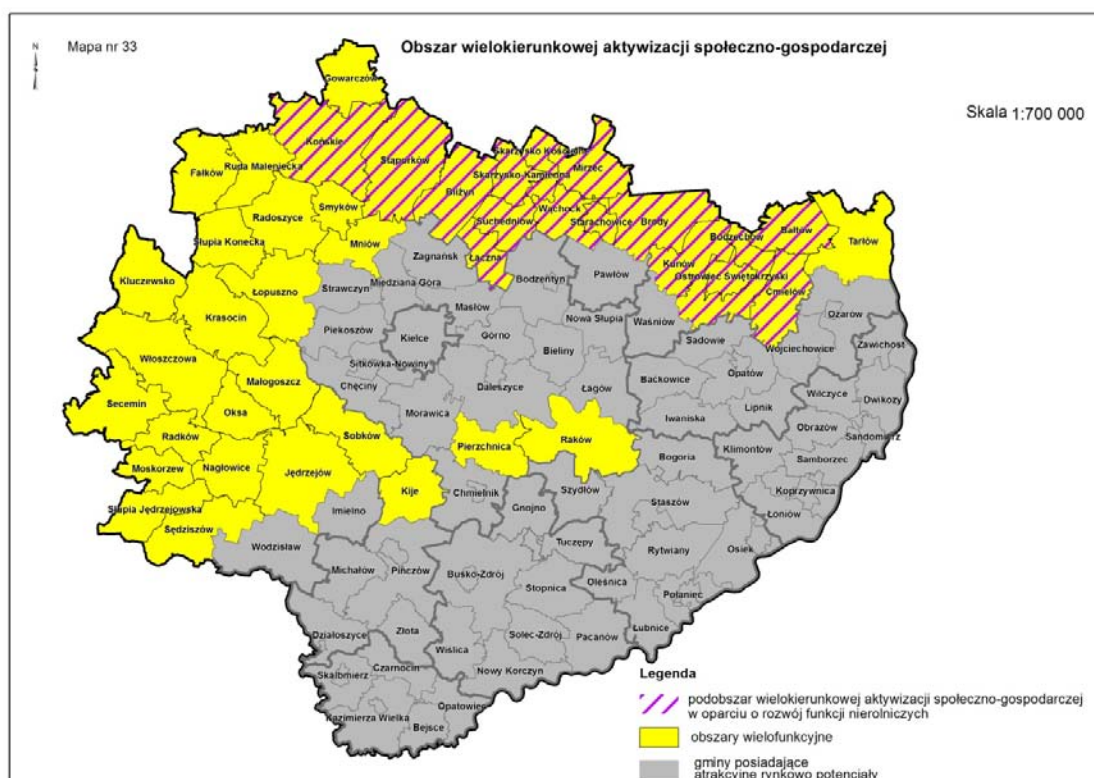 N
Mapa nr 33
Obszar wielokierunkowej aktywizacji społeczno-gospodarczej
Skala 1:700 000
Gowarczów
Końskie
Stąporków
Skarżysko Kościelne
Mirzec
Fałków
Ruda Maleniecka
Skarżysko-Kamienna
Bliżyn
Wąchock
Smyków
Radoszyce
Suchedniów
Starachowice
Brody
Bodzechów
Bałtów
Tarłów
Słupia Konecka
Mniów
Łączna
Zagnańsk
Kunów
Ostrowiec Świętokrzyski
Ćmielów
Kluczewsko
Łopuszno
Strawczyn
Miedziana Góra
Bodzentyn
Pawłów
Krasocin
Masłów
Nowa Słupia
Waśniów
Ożarów
Piekoszów
Kielce
Górno
Bieliny
Sadowie
Wojciechowice
Zawichost
Włoszczowa
Sitkówka-Nowiny
Małogoszcz
Chęciny
Daleszyce
Łagów
Baćkowice
Opatów
Wilczyce
Dwikozy
Secemin
Oksa
Morawica
Iwaniska
Lipnik
Obrazów
Radków
Sobków
Pierzchnica
Raków
Klimontów
Sandomierz
Moskorzew
Nagłowice
Jędrzejów
Kije
Bogoria
Samborzec
Chmielnik
Szydłów
Koprzywnica
Słupia Jędrzejowska
Imielno
Gnojno
Staszów
Łoniów
Sędziszów
Wodzisław
Tuczępy
Rytwiany
Osiek
Michałów
Pińczów
Busko-Zdrój
Stopnica
Oleśnica
Połaniec
Działoszyce
Złota
Wiślica
Solec-Zdrój
Pacanów
Łubnice
Skalbmierz
Czarnocin
Nowy Korczyn
Kazimierza Wielka
Opatowiec
Bejsce
Legenda
podobszar wielokierunkowej aktywizacji społeczno-gospodarczej
w oparciu o rozwój funkcji nierolniczych
obszary wielofunkcyjne
gminy posiadające
atrakcyjne rynkowo potencjały